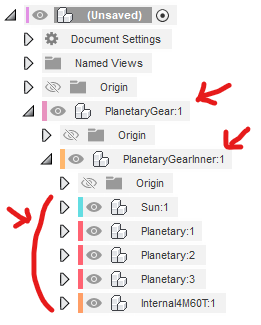 (Unsaved)
Document Settings
Named Views
Origin
PlanetaryGear:1
Origin
PlanetaryGearInner:1
Origin
Sun:1
Planetary:1
Planetary:2
Planetary:3
Internal4M60T:1